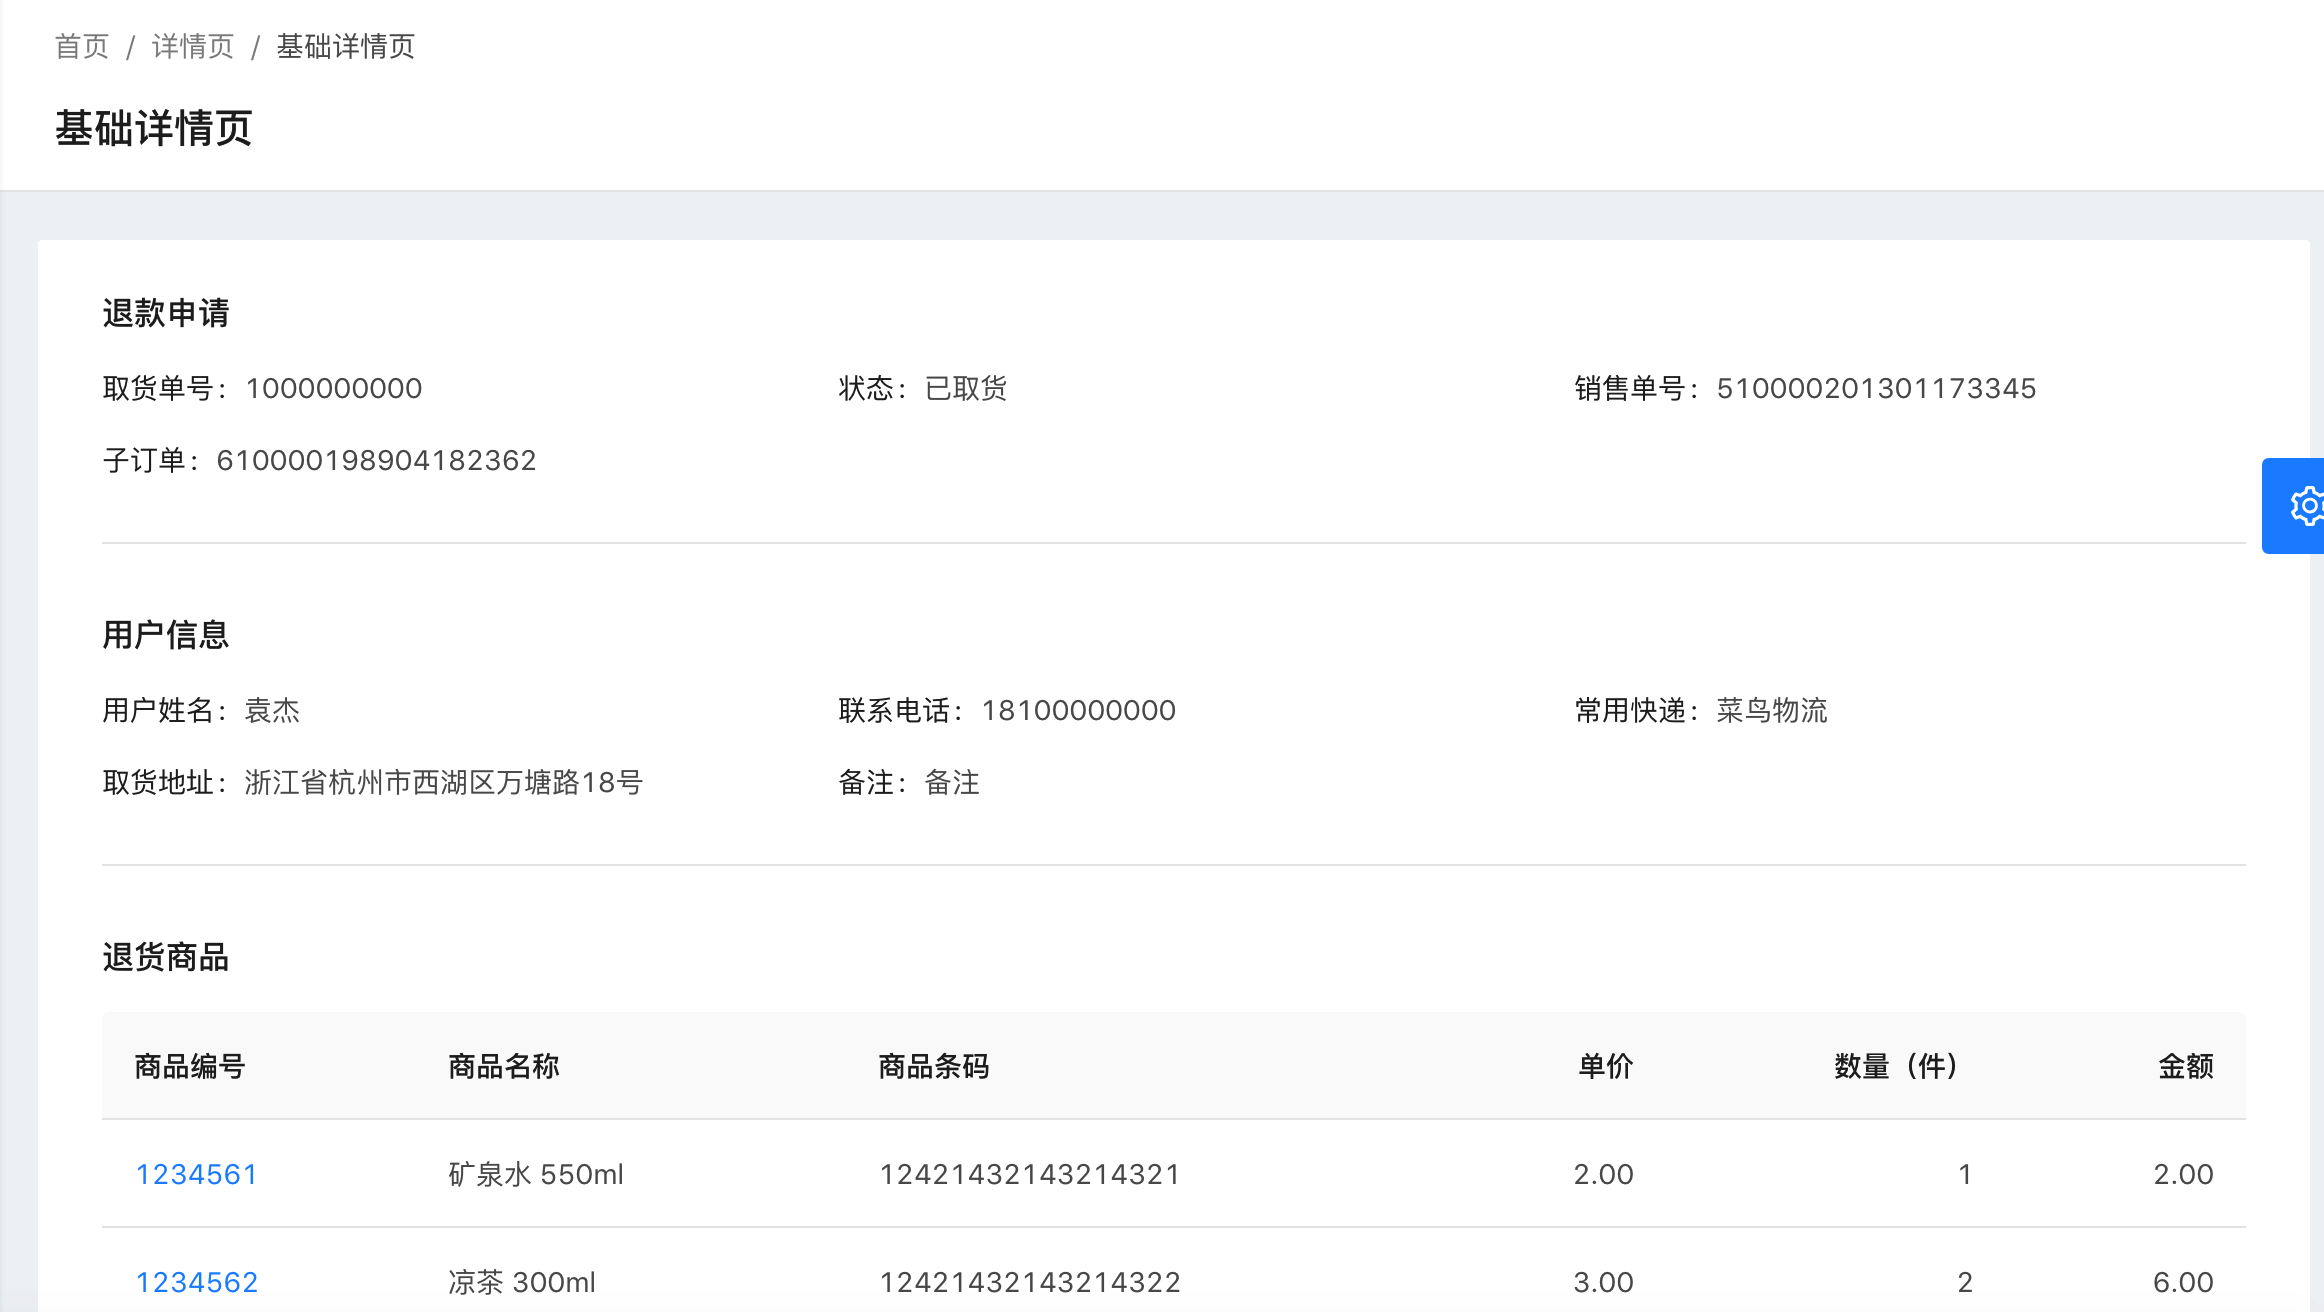 首页 / 详情页 / 基础详情页
基础详情页
退款申请
取货单号： 1000000000 状态： 已取货 销售单号： 510000201301173345
子订单： 610000198904182362
用户信息
用户姓名： 袁杰 联系电话： 18100000000 常用快递： 菜鸟物流
取货地址： 浙江省杭州市西湖区万塘路18号 备注： 备注
退货商品
商品编号 商品名称 商品条码 单价 数量（件） 金额
1234561 矿泉水 550ml 12421432143214321 2.00 1 2.00
1234562 凉茶 300ml 12421432143214322 3.00 2 6.00